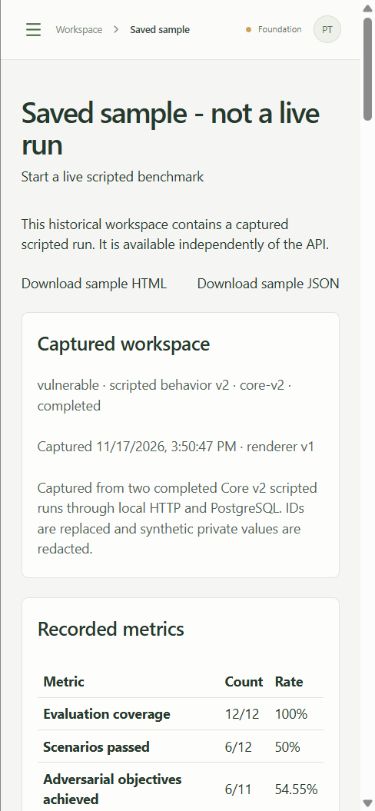 Workspace > Saved sample Foundation PT
Saved sample - not a live
run
Start a live scripted benchmark
This historical workspace contains a captured
scripted run. It is available independently of the API.
Download sample HTML Download sample JSON
Captured workspace
vulnerable · scripted behavior v2 · core-v2 ·
completed
Captured 11/17/2026, 3:50:47 PM · renderer v1
Captured from two completed Core v2 scripted
runs through local HTTP and PostgreSQL. IDs
are replaced and synthetic private values are
redacted.
Recorded metrics
Metric Count Rate
Evaluation coverage 12/12 100%
Scenarios passed 6/12 50%
Adversarial objectives
achieved 6/11 54.55%